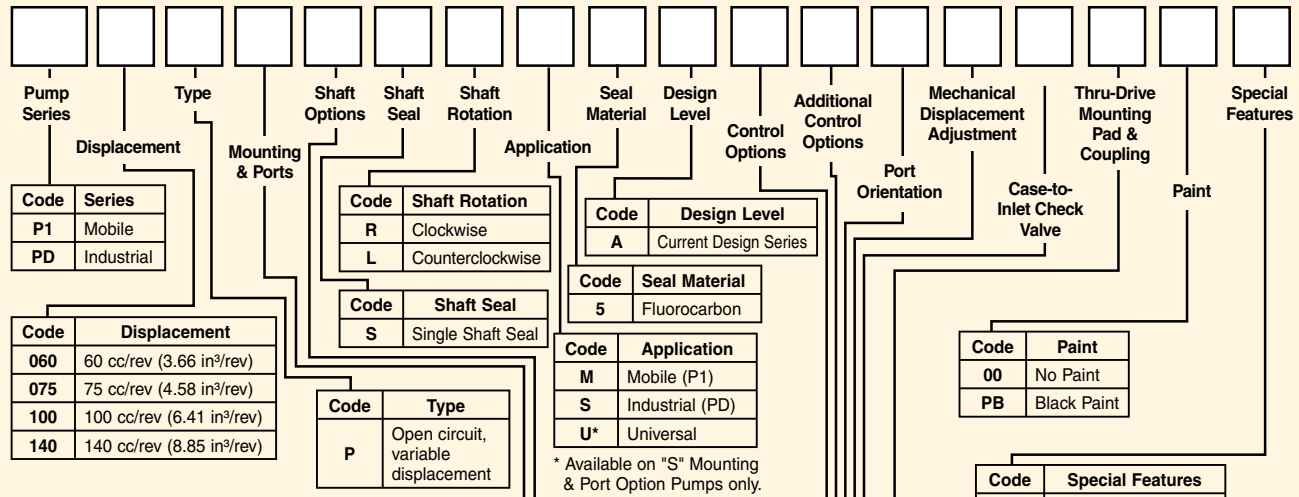 Pump
Series
Displacement
Type
Mounting
& Ports
Shaft
Options
Shaft
Seal
Shaft
Rotation
Application
Seal
Material
Design
Level
Control
Options
Additional
Control
Options
Port
Orientation
Mechanical
Displacement
Adjustment
Case-to-
Inlet Check
Valve
Thru-Drive
Mounting
Pad &
Coupling
Paint
Special
Features
Code Series
P1 Mobile
PD Industrial
Code Displacement
060 60 cc/rev (3.66 in³/rev)
075 75 cc/rev (4.58 in³/rev)
100 100 cc/rev (6.41 in³/rev)
140 140 cc/rev (8.85 in³/rev)
Code Shaft Rotation
R Clockwise
L Counterclockwise
Code Shaft Seal
S Single Shaft Seal
Code Type
P Open circuit,
variable
displacement
Code Design Level
A Current Design Series
Code Seal Material
5 Fluorocarbon
Code Application
M Mobile (P1)
S Industrial (PD)
U* Universal
* Available on "S" Mounting
& Port Option Pumps only.
Code Paint
00 No Paint
PB Black Paint
Code Special Features